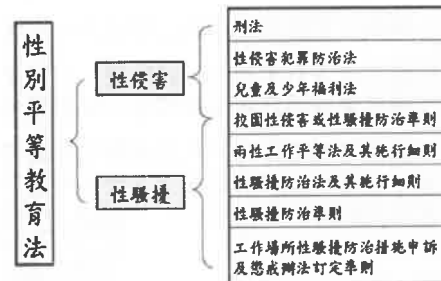 性別平等教育法
性侵害
性騷擾
刑法
性侵害犯罪防治法
兒童及少年福利法
校園性侵害或性騷擾防治準則
兩性工作平等法及其施行細則
性騷擾防治法及其施行細則
性騷擾防治準則
工作場所性騷擾防治措施申訴
及懲戒辦法訂定準則